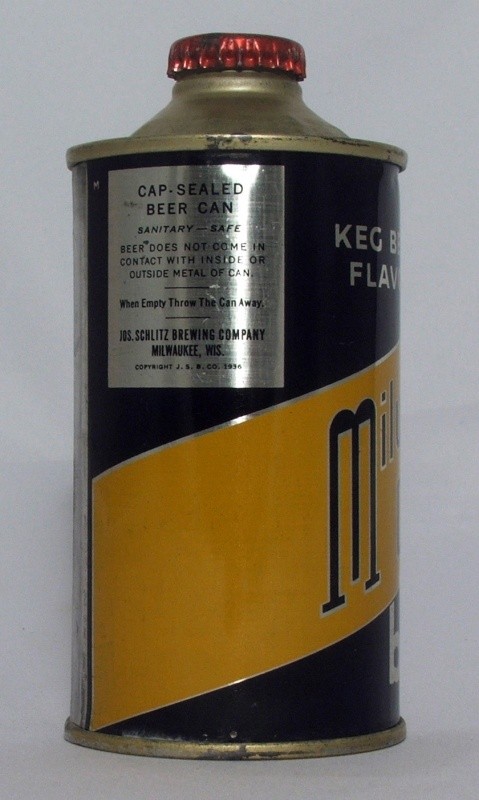 M
CAP-SEALED
BEER CAN
SANITARY - SAFE
BEER DOES NOT COME IN
CONTACT WITH INSIDE OR
OUTSIDE METAL OF CAN.
When Empty Throw The Can Away.
JOS. SCHLITZ BREWING COMPANY
MILWAUKEE, WIS.
COPYRIGHT J. S. B. CO. 1936
KEG B
FLAV
Mil
b